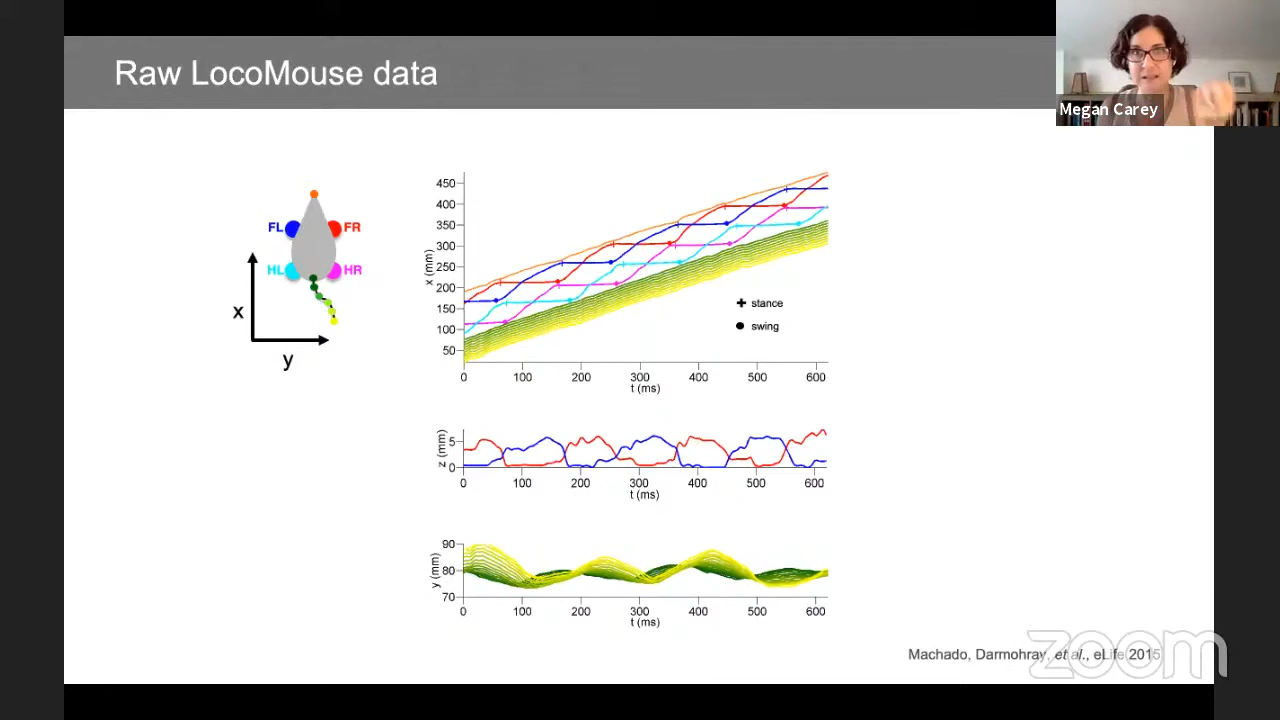 Raw LocoMouse data
Megan Carey
FL
FR
HL
HR
x
y
x (mm)
450
400
350
300
250
200
150
100
50
stance
swing
0 100 200 300 400 500 600
t (ms)
z (mm)
5
0
0 100 200 300 400 500 600
t (ms)
y (mm)
90
80
70
0 100 200 300 400 500 600
t (ms)
Machado, Darmohray, et al., eLife 2015
zoom